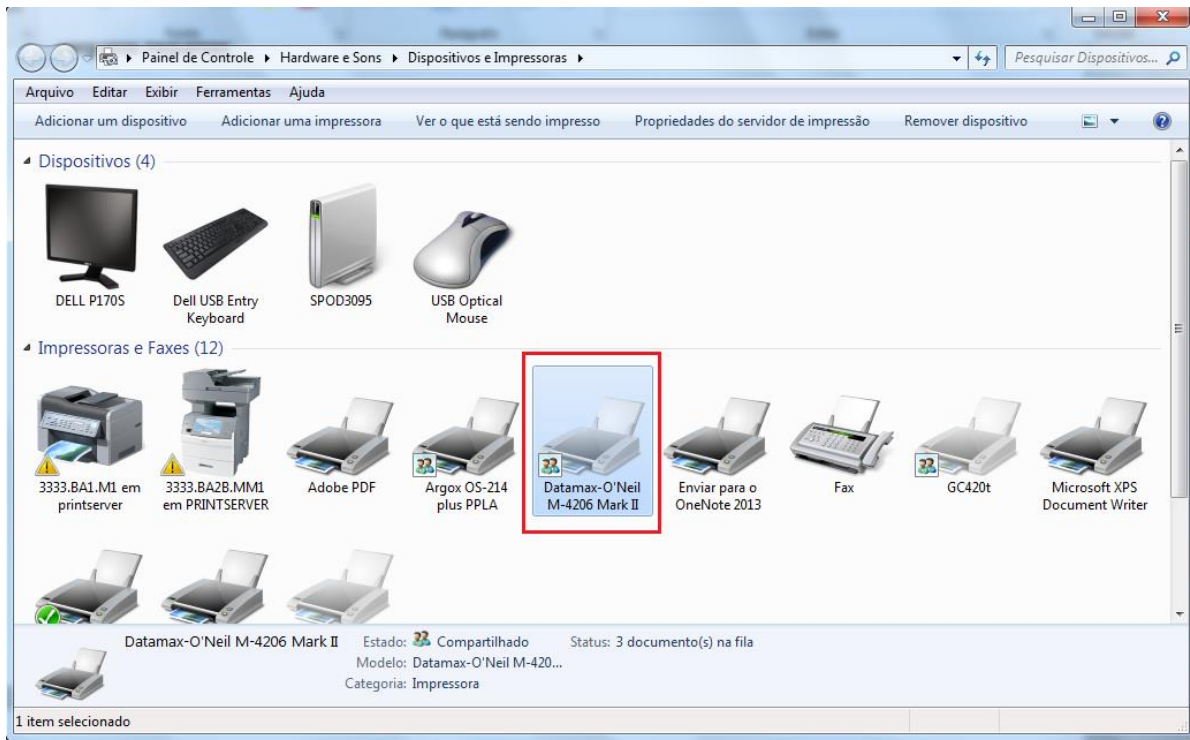 Painel de Controle ▸ Hardware e Sons ▸ Dispositivos e Impressoras ▸
Pesquisar Dispositivos...
Arquivo Editar Exibir Ferramentas Ajuda
Adicionar um dispositivo Adicionar uma impressora Ver o que está sendo impresso Propriedades do servidor de impressão Remover dispositivo
Dispositivos (4)
DELL P170S
Dell USB Entry
Keyboard
SPOD3095
USB Optical
Mouse
Impressoras e Faxes (12)
3333.BA1.M1 em
printserver
3333.BA2B.MM1
em PRINTSERVER
Adobe PDF
Argox OS-214
plus PPLA
Datamax-O'Neil
M-4206 Mark II
Enviar para o
OneNote 2013
Fax
GC420t
Microsoft XPS
Document Writer
Datamax-O'Neil M-4206 Mark II Estado: Compartilhado Status: 3 documento(s) na fila
Modelo: Datamax-O'Neil M-420...
Categoria: Impressora
1 item selecionado